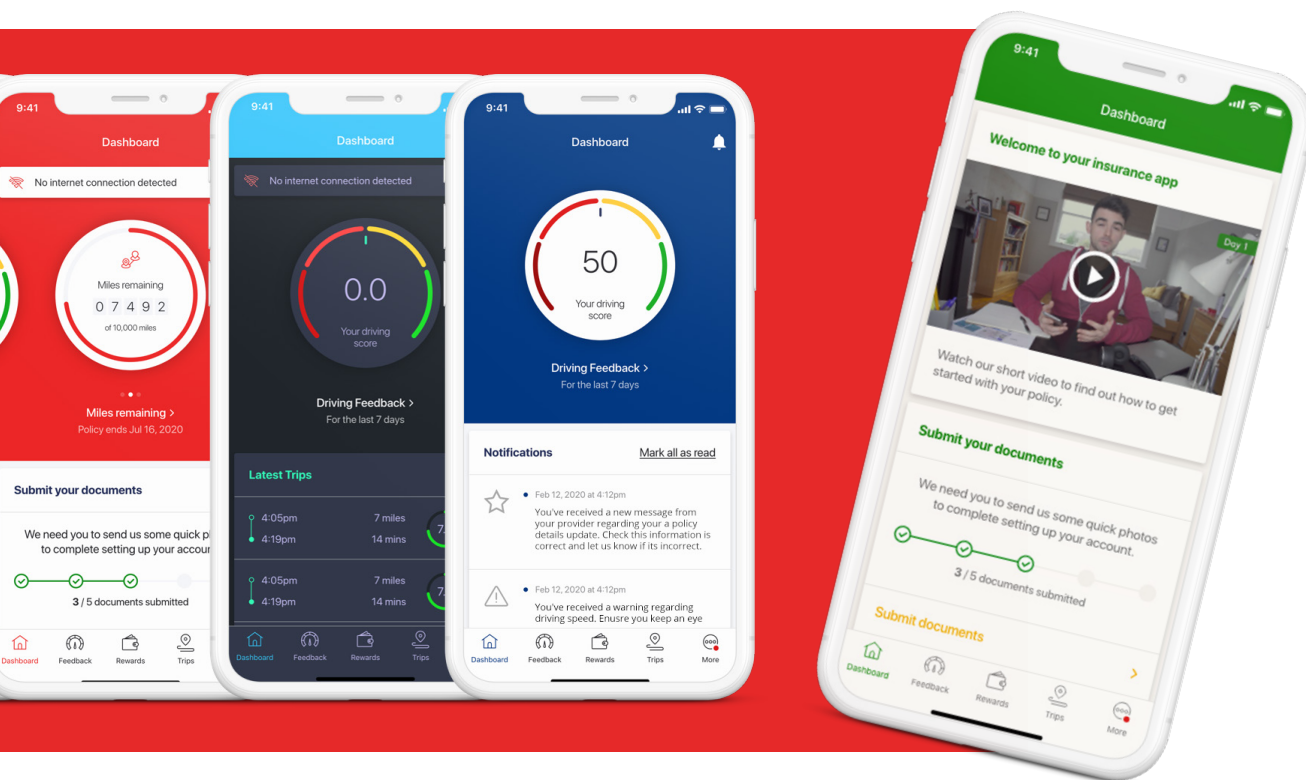 9:41
Dashboard
No internet connection detected
Miles remaining
0 7 4 9 2
of 10,000 miles
Miles remaining >
Policy ends Jul 16, 2020
Submit your documents
We need you to send us some quick
to complete setting up your
3 / 5 documents submitted
Dashboard
Feedback
Rewards
Trips
9:41
Dashboard
No internet connection detected
0.0
Your driving
score
Driving Feedback >
For the last 7 days
Latest Trips
4:05pm 7 miles
4:19pm 14 mins
4:05pm 7 miles
4:19pm 14 mins
Dashboard
Feedback
Rewards
Trips
9:41
Dashboard
50
Your driving
score
Driving Feedback >
For the last 7 days
Notifications Mark all as read
Feb 12, 2020 at 4:12pm
You've received a new message from
your provider regarding your a policy
details update. Check this information is
correct and let us know if its incorrect.
Feb 12, 2020 at 4:12pm
You've received a warning regarding
driving speed. Enusre you keep an eye
Dashboard
Feedback
Rewards
Trips
More
9:41
Dashboard
Welcome to your insurance app
Day 1
Watch our short video to find out how to get
started with your policy.
Submit your documents
We need you to send us some quick photos
to complete setting up your account.
3 / 5 documents submitted
Submit documents
Dashboard
Feedback
Rewards
Trips
More